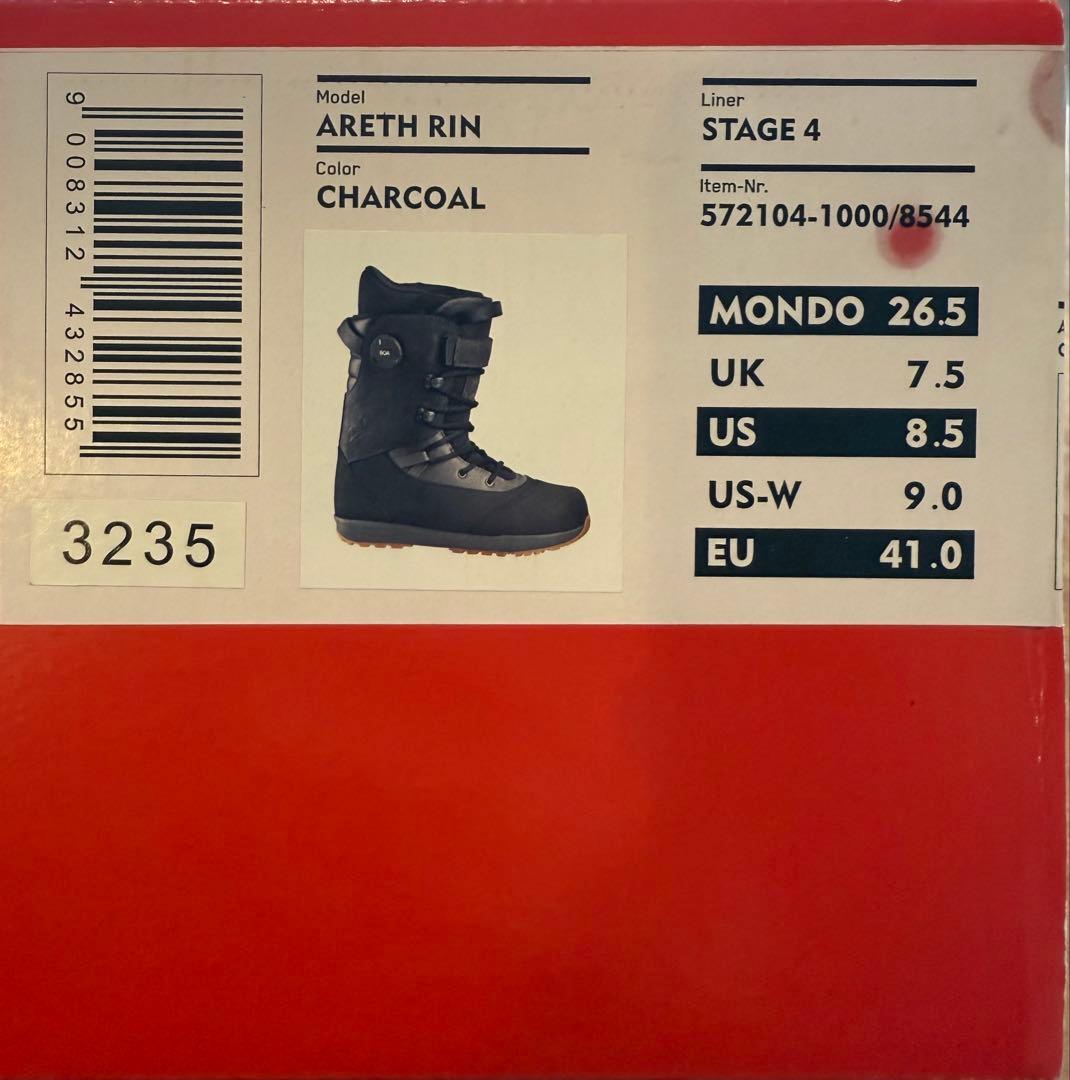 9 008312 432855
3235
Model
ARETH RIN
Color
CHARCOAL
BOA
Liner
STAGE 4
Item-Nr.
572104-1000/8544
MONDO 26.5
UK 7.5
US 8.5
US-W 9.0
EU 41.0